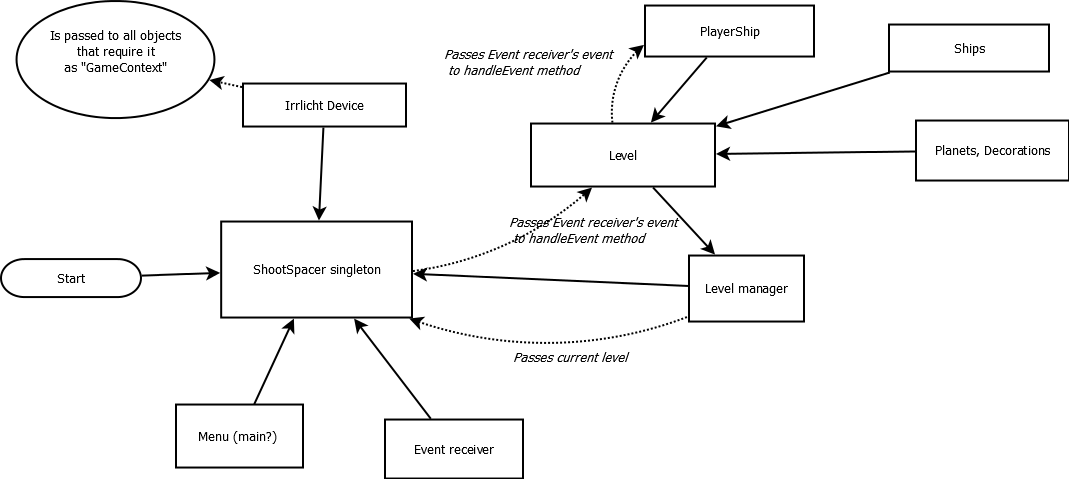 Is passed to all objects
that require it
as "GameContext"
Irrlicht Device
PlayerShip
Passes Event receiver's event
to handleEvent method
Ships
Level
Planets, Decorations
Passes Event receiver's event
to handleEvent method
Start
ShootSpacer singleton
Level manager
Passes current level
Menu (main?)
Event receiver